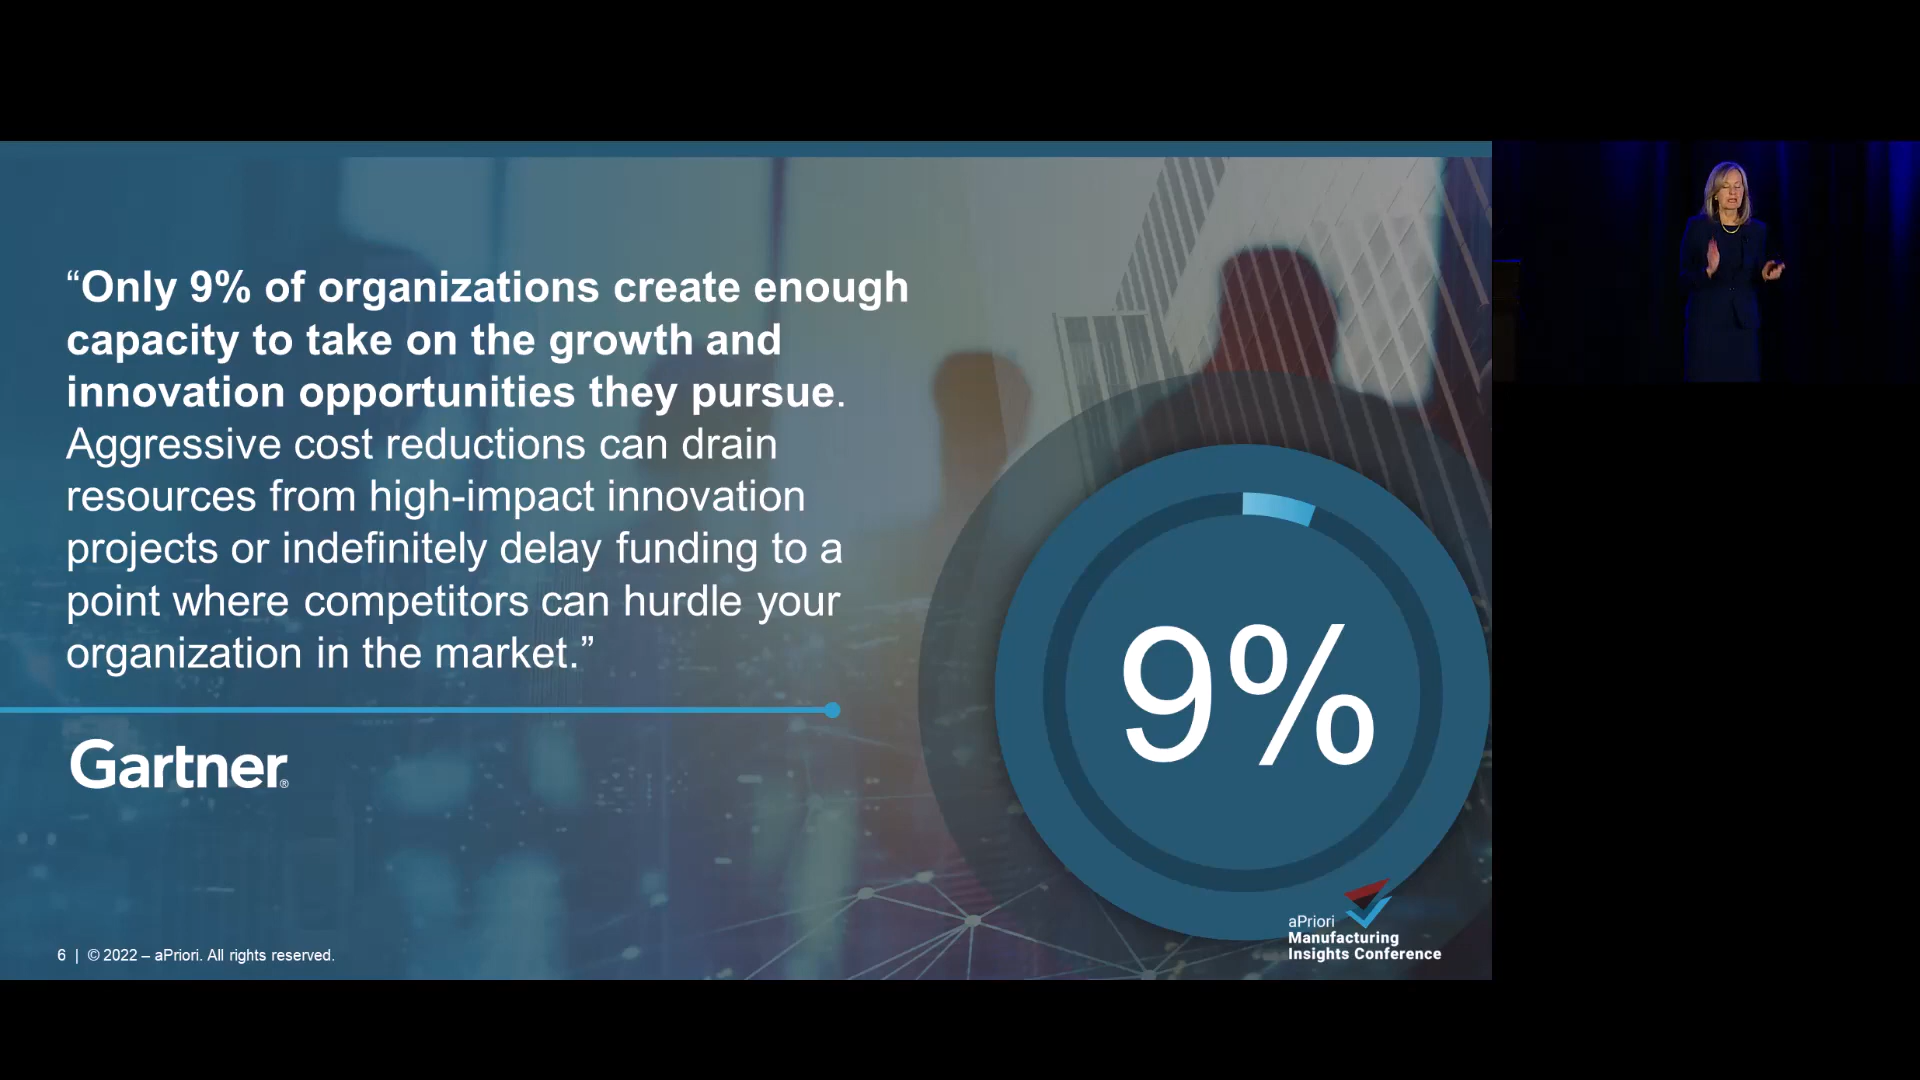 “Only 9% of organizations create enough
capacity to take on the growth and
innovation opportunities they pursue.
Aggressive cost reductions can drain
resources from high-impact innovation
projects or indefinitely delay funding to a
point where competitors can hurdle your
organization in the market.”
Gartner®
9%
6 | © 2022 – aPriori. All rights reserved.
aPriori
Manufacturing
Insights Conference